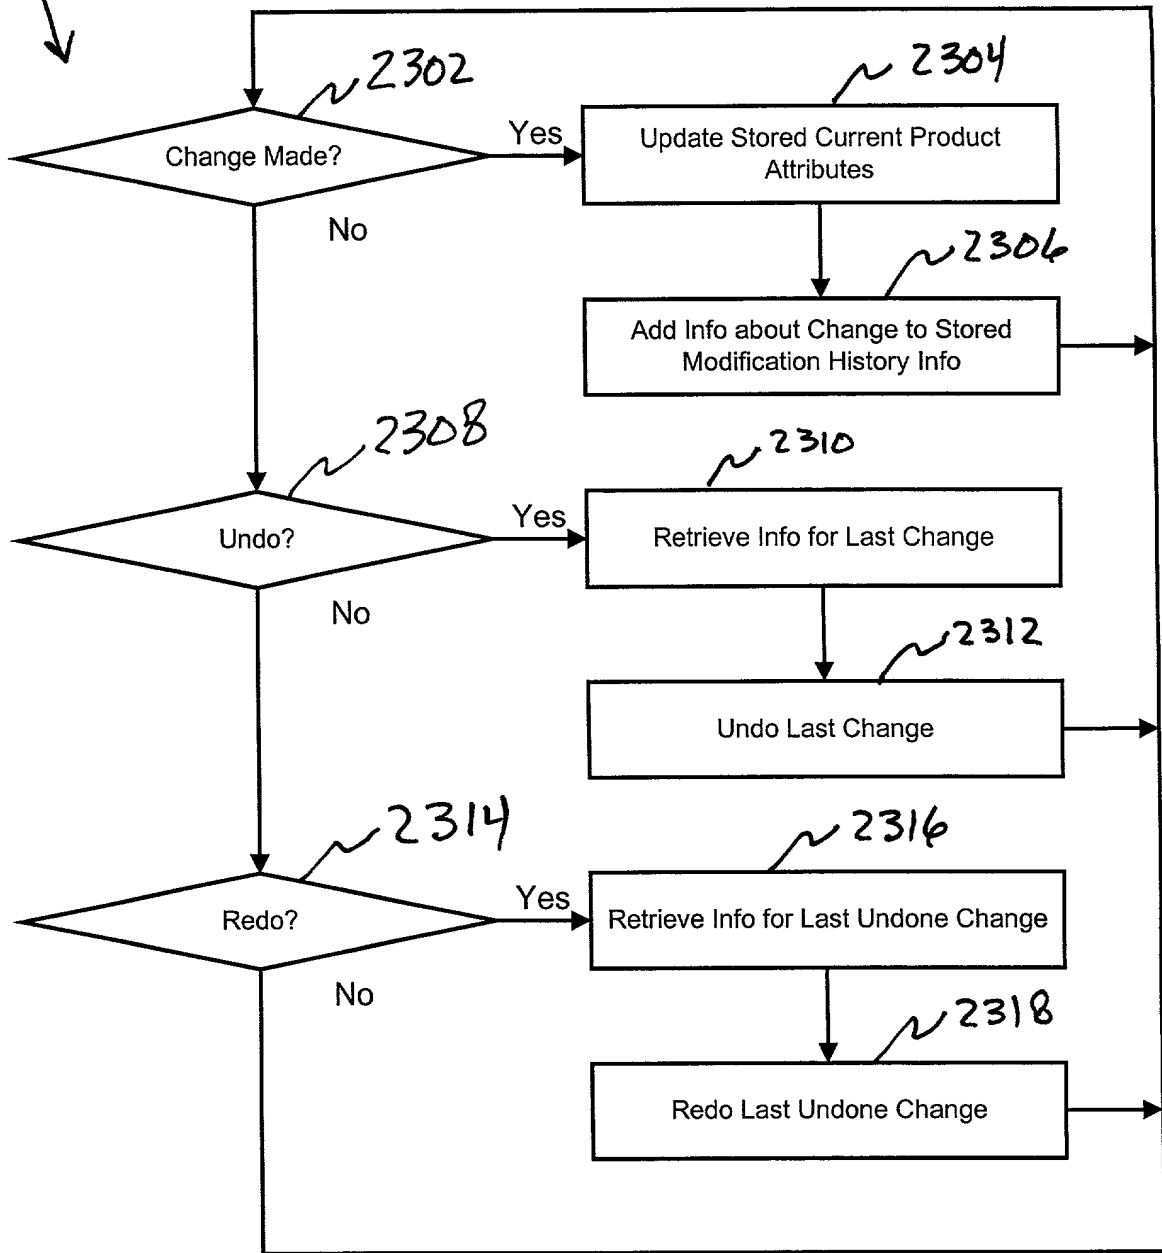 2302
2304
Change Made?
Yes
Update Stored Current Product
Attributes
No
2306
Add Info about Change to Stored
Modification History Info
2308
2310
Undo?
Yes
Retrieve Info for Last Change
No
2312
Undo Last Change
2314
2316
Redo?
Yes
Retrieve Info for Last Undone Change
No
2318
Redo Last Undone Change